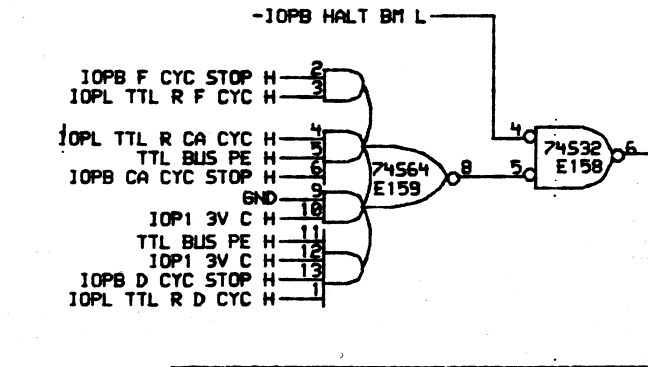 -IOPB HALT BM L
IOPB F CYC STOP H 2
IOPL TTL R F CYC H 3
IOPL TTL R CA CYC H 4
TTL BUS PE H 5
IOPB CA CYC STOP H 6
GND 9
IOP1 3V C H 10
TTL BUS PE H 11
IOP1 3V C H 12
IOPB D CYC STOP H 13
IOPL TTL R D CYC H 1
74S64
E159
8
4
5
74S32
E158
6